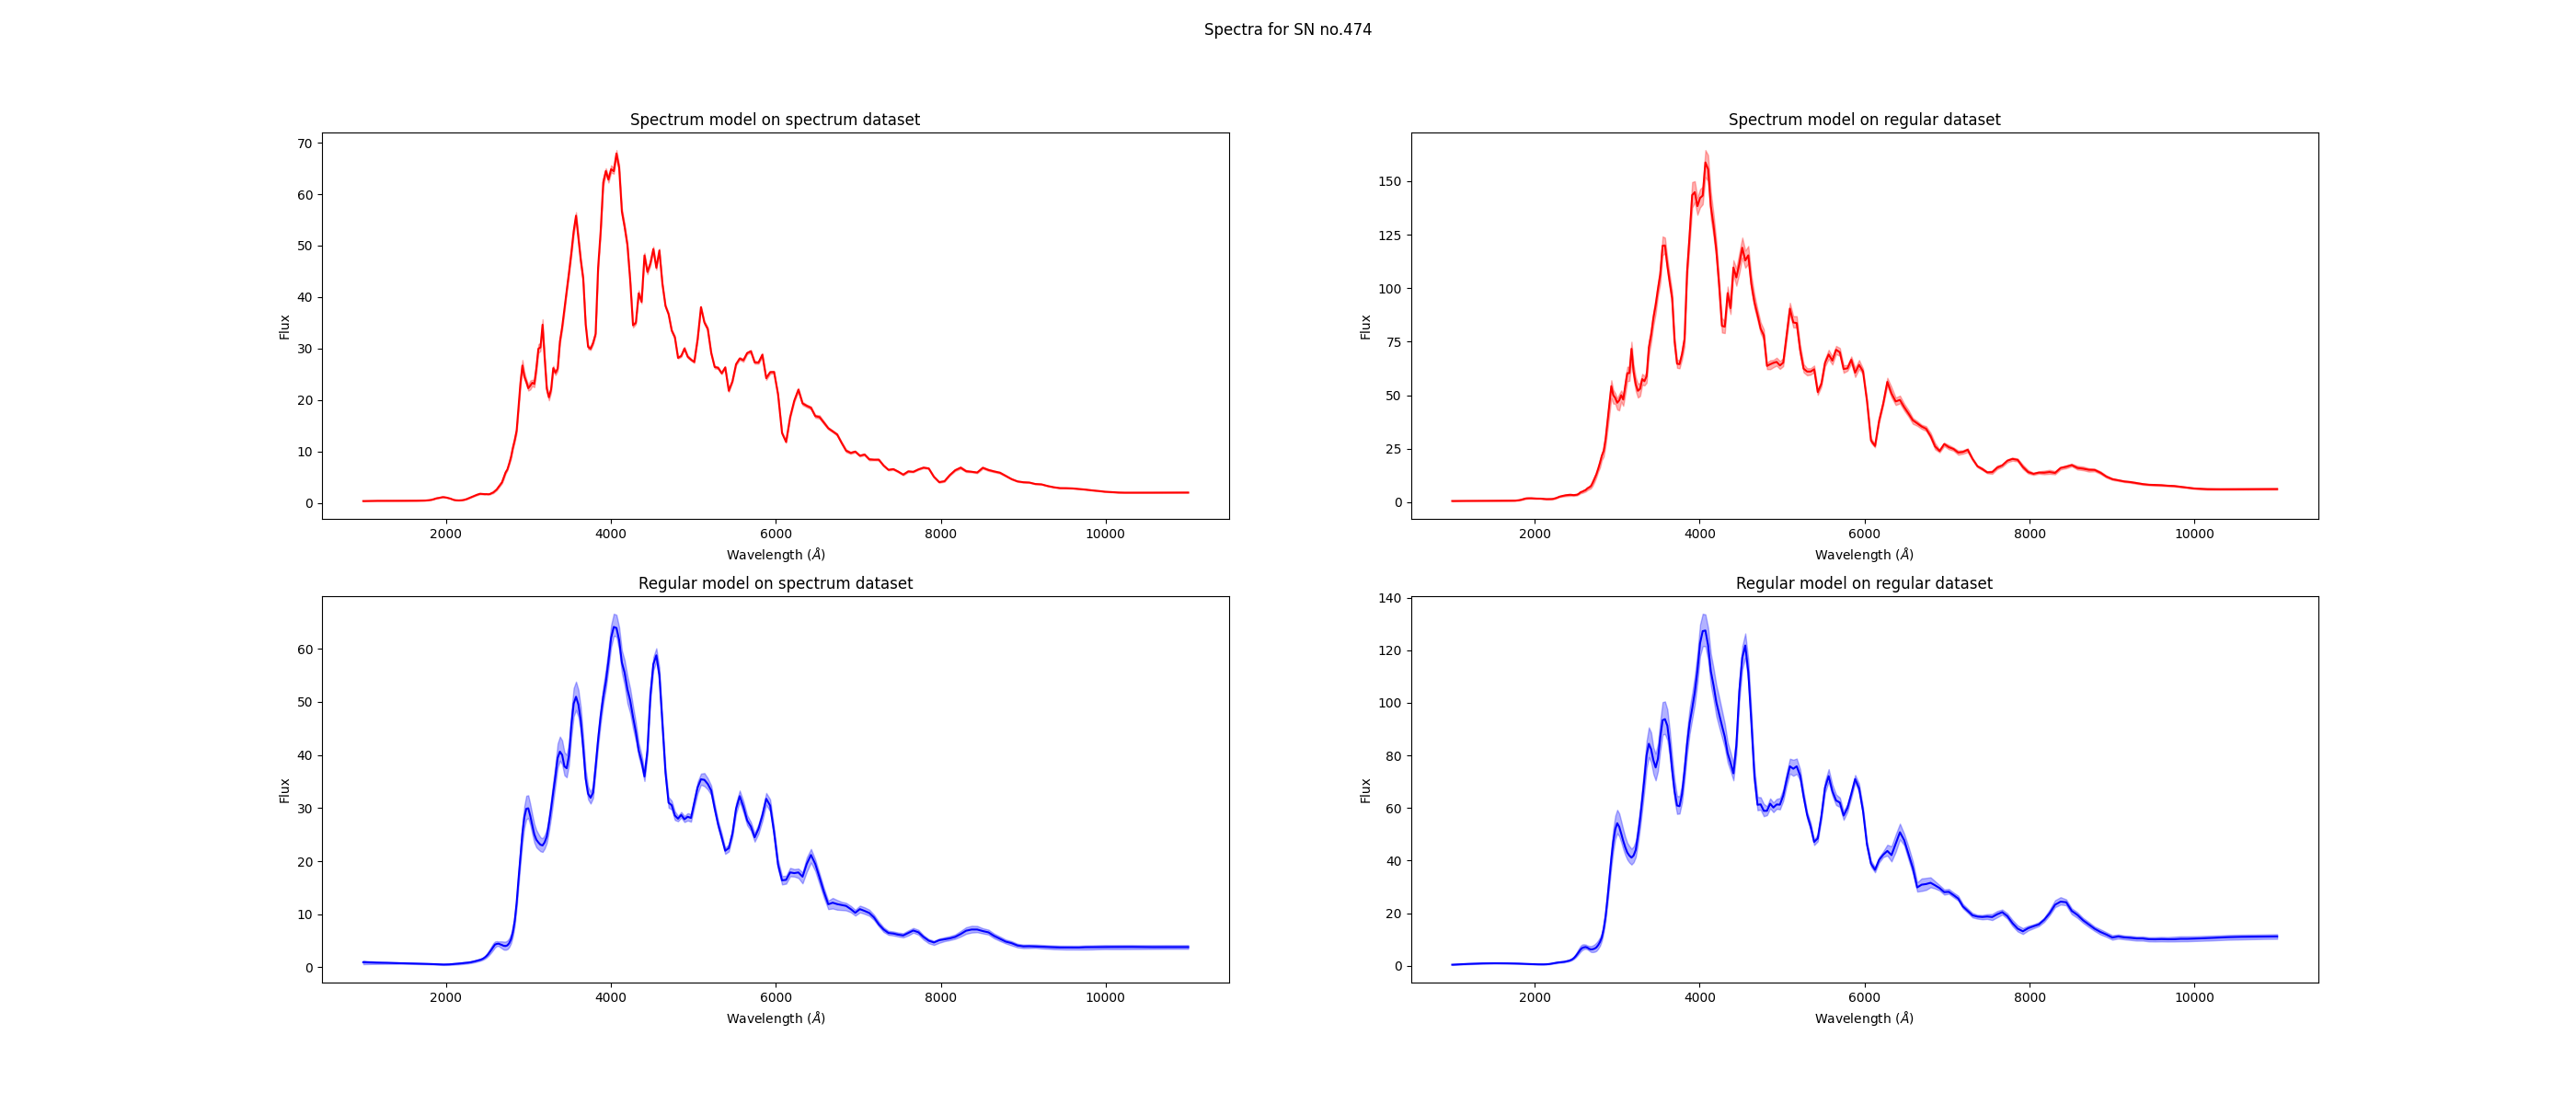 Spectra for SN no.474
Spectrum model on spectrum dataset
70
60
50
40
30
20
10
0
Flux
2000 4000 6000 8000 10000
Wavelength (Å)
Spectrum model on regular dataset
150
125
100
75
50
25
0
Flux
2000 4000 6000 8000 10000
Wavelength (Å)
Regular model on spectrum dataset
60
50
40
30
20
10
0
Flux
2000 4000 6000 8000 10000
Wavelength (Å)
Regular model on regular dataset
140
120
100
80
60
40
20
0
Flux
2000 4000 6000 8000 10000
Wavelength (Å)